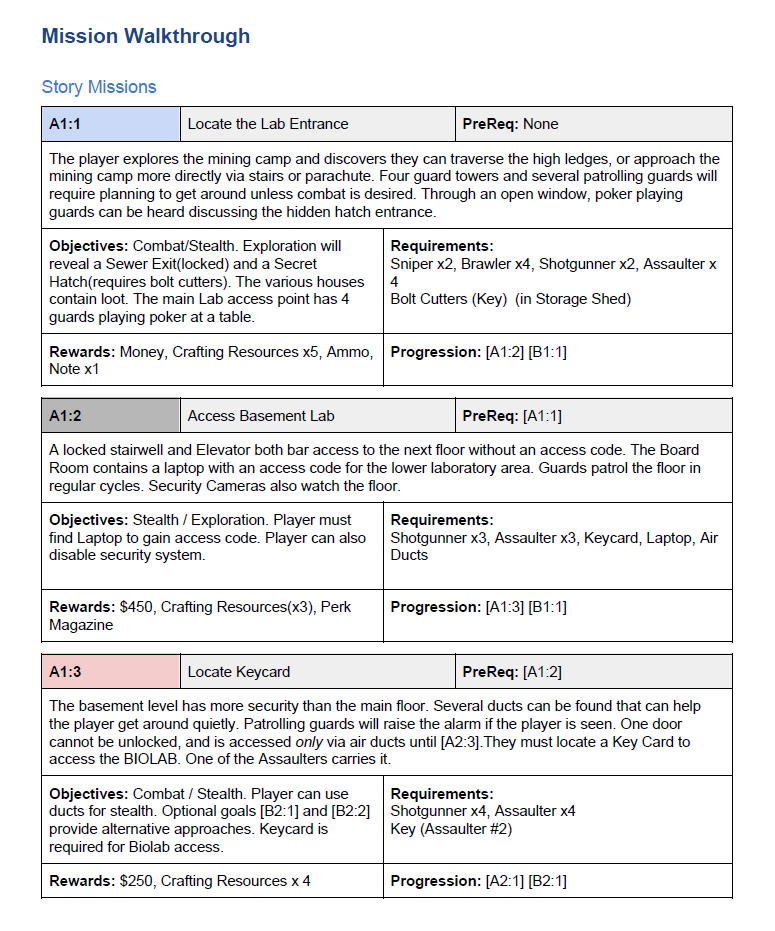 Mission Walkthrough
Story Missions
A1:1 Locate the Lab Entrance PreReq: None
The player explores the mining camp and discovers they can traverse the high ledges, or approach the
mining camp more directly via stairs or parachute. Four guard towers and several patrolling guards will
require planning to get around unless combat is desired. Through an open window, poker playing
guards can be heard discussing the hidden hatch entrance.
Objectives: Combat/Stealth. Exploration will
reveal a Sewer Exit(locked) and a Secret
Hatch(requires bolt cutters). The various houses
contain loot. The main Lab access point has 4
guards playing poker at a table.
Requirements:
Sniper x2, Brawler x4, Shotgunner x2, Assaulter x
4
Bolt Cutters (Key)  (in Storage Shed)
Rewards: Money, Crafting Resources x5, Ammo,
Note x1
Progression: [A1:2] [B1:1]
A1:2 Access Basement Lab PreReq: [A1:1]
A locked stairwell and Elevator both bar access to the next floor without an access code. The Board
Room contains a laptop with an access code for the lower laboratory area. Guards patrol the floor in
regular cycles. Security Cameras also watch the floor.
Objectives: Stealth / Exploration. Player must
find Laptop to gain access code. Player can also
disable security system.
Requirements:
Shotgunner x3, Assaulter x3, Keycard, Laptop, Air
Ducts
Rewards: $450, Crafting Resources(x3), Perk
Magazine
Progression: [A1:3] [B1:1]
A1:3 Locate Keycard PreReq: [A1:2]
The basement level has more security than the main floor. Several ducts can be found that can help
the player get around quietly. Patrolling guards will raise the alarm if the player is seen. One door
cannot be unlocked, and is accessed only via air ducts until [A2:3].They must locate a Key Card to
access the BIOLAB. One of the Assaulters carries it.
Objectives: Combat / Stealth. Player can use
ducts for stealth. Optional goals [B2:1] and [B2:2]
provide alternative approaches. Keycard is
required for Biolab access.
Requirements:
Shotgunner x4, Assaulter x4
Key (Assaulter #2)
Rewards: $250, Crafting Resources x 4
Progression: [A2:1] [B2:1]